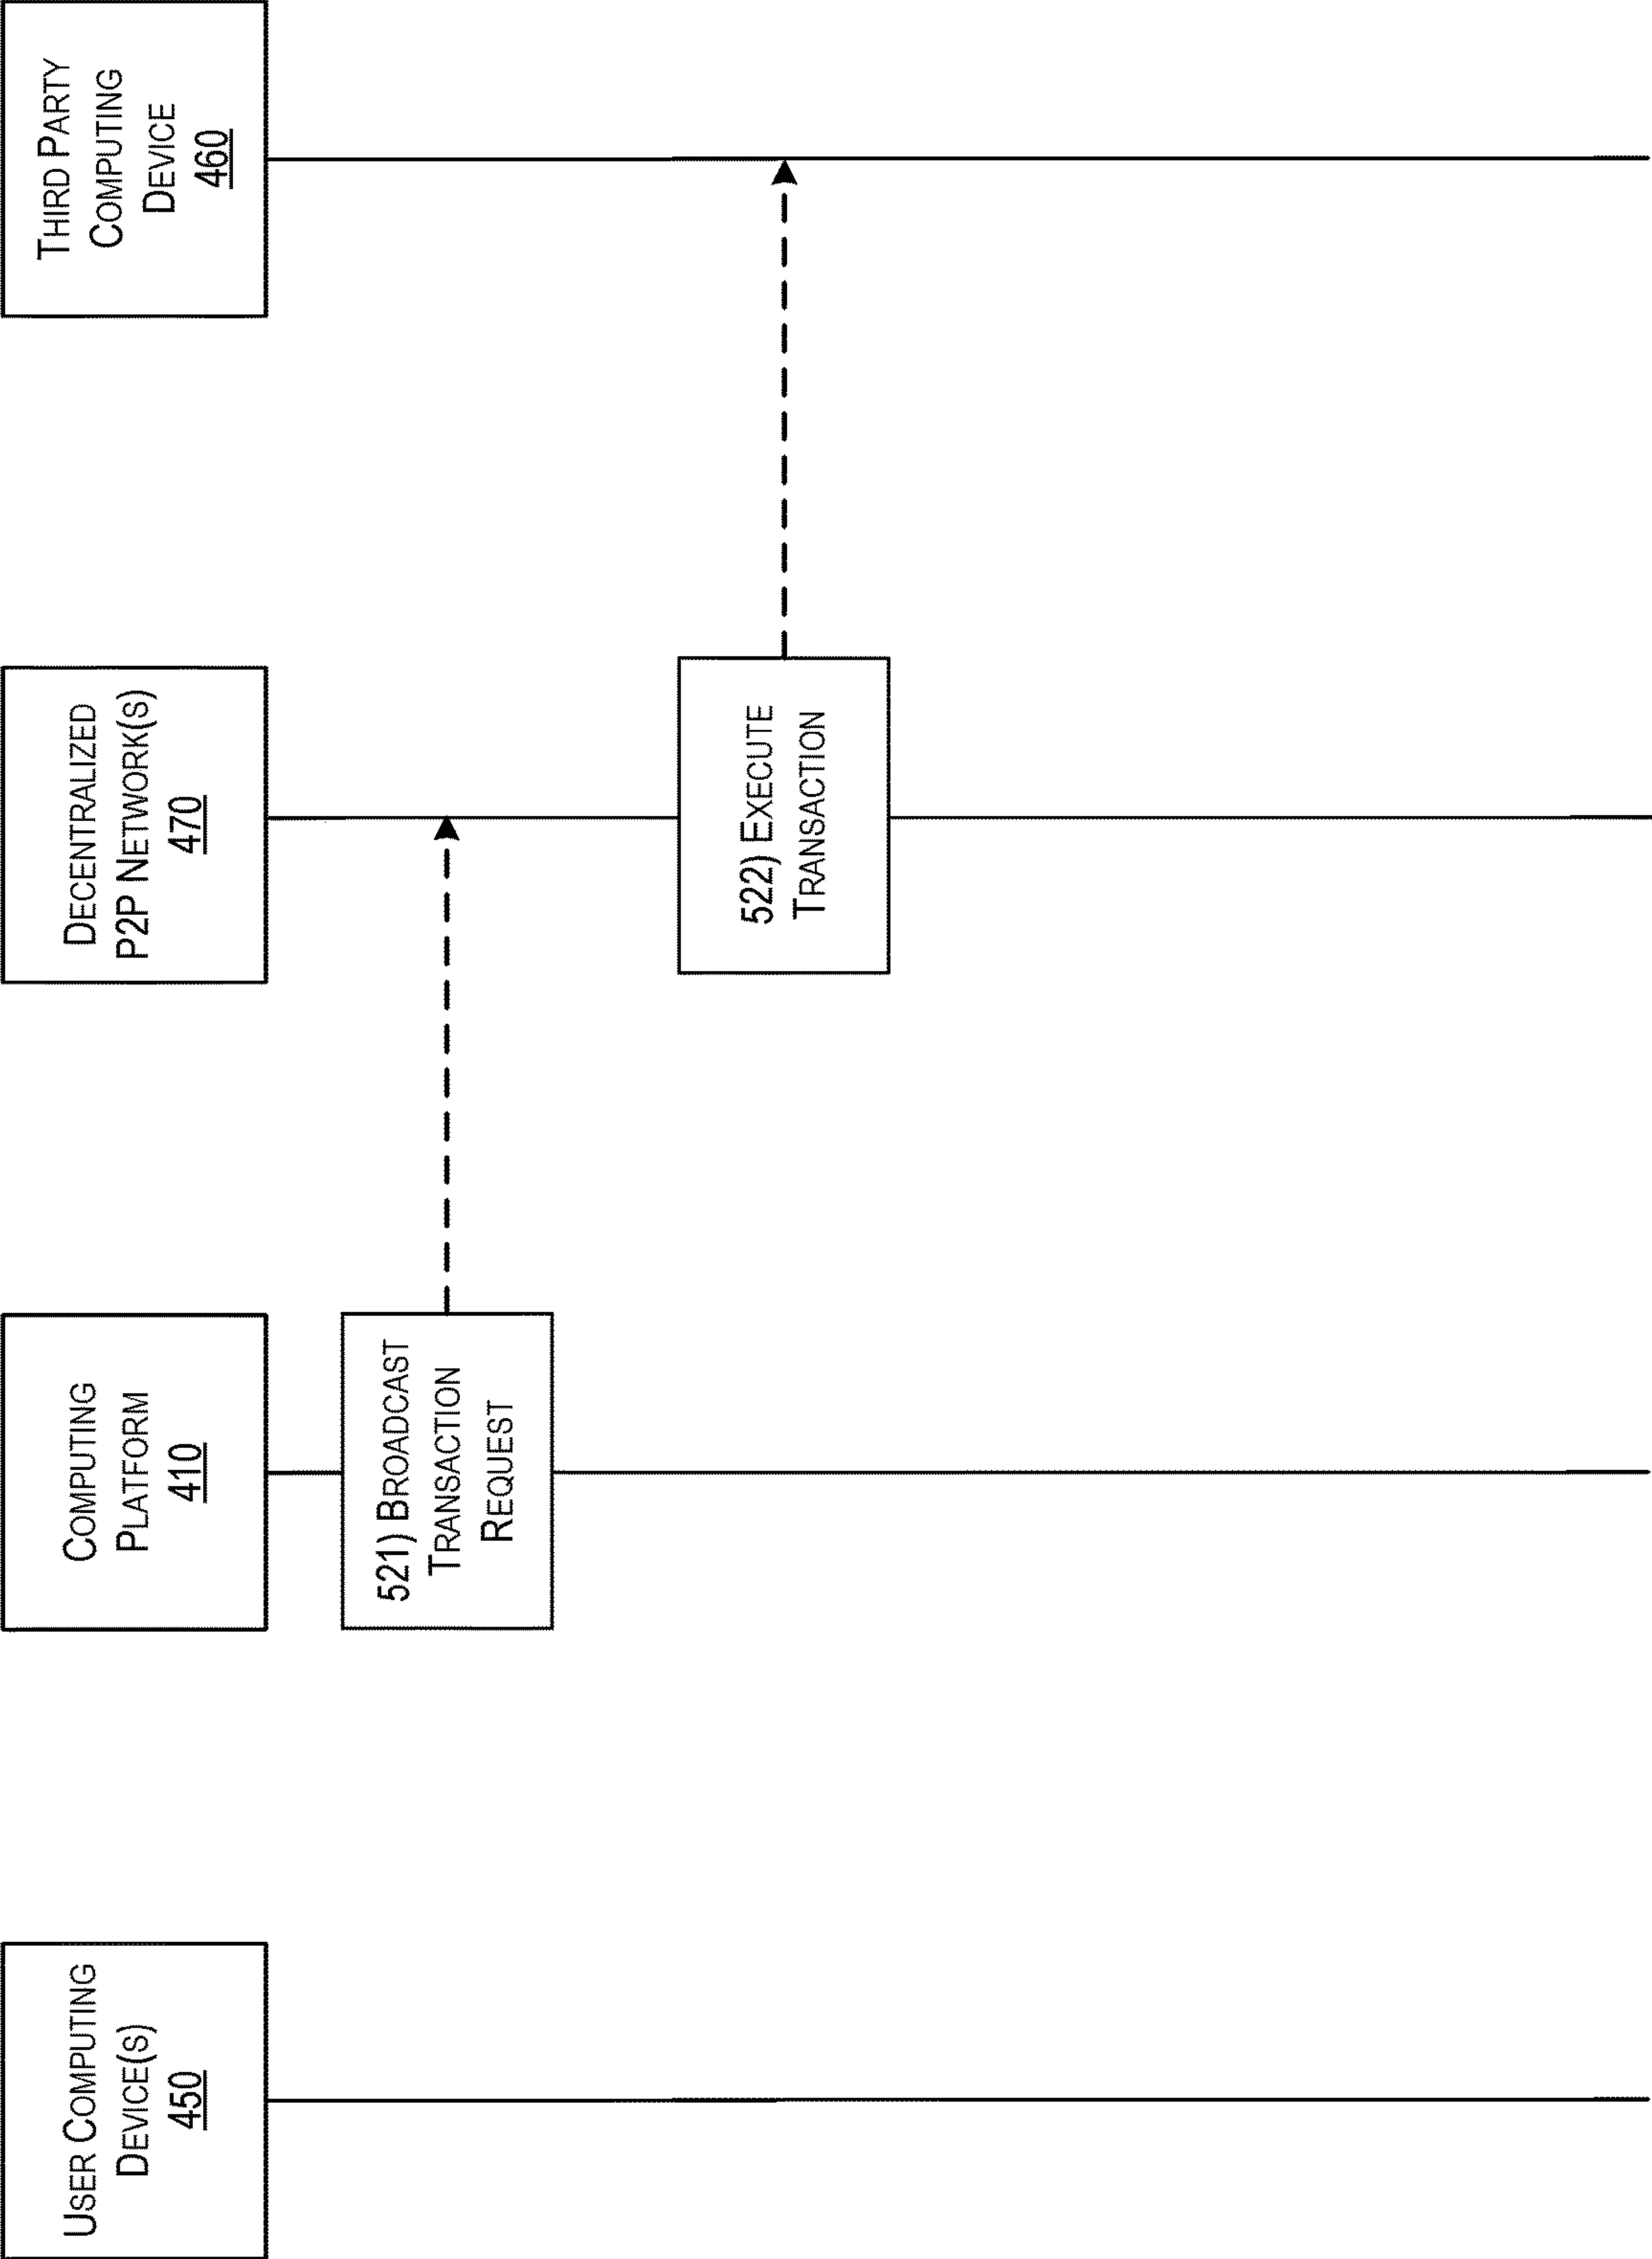 USER COMPUTING
DEVICE(S)
450
COMPUTING
PLATFORM
410
DECENTRALIZED
P2P NETWORK(S)
470
THIRD PARTY
COMPUTING
DEVICE
460
521) BROADCAST
TRANSACTION
REQUEST
522) EXECUTE
TRANSACTION